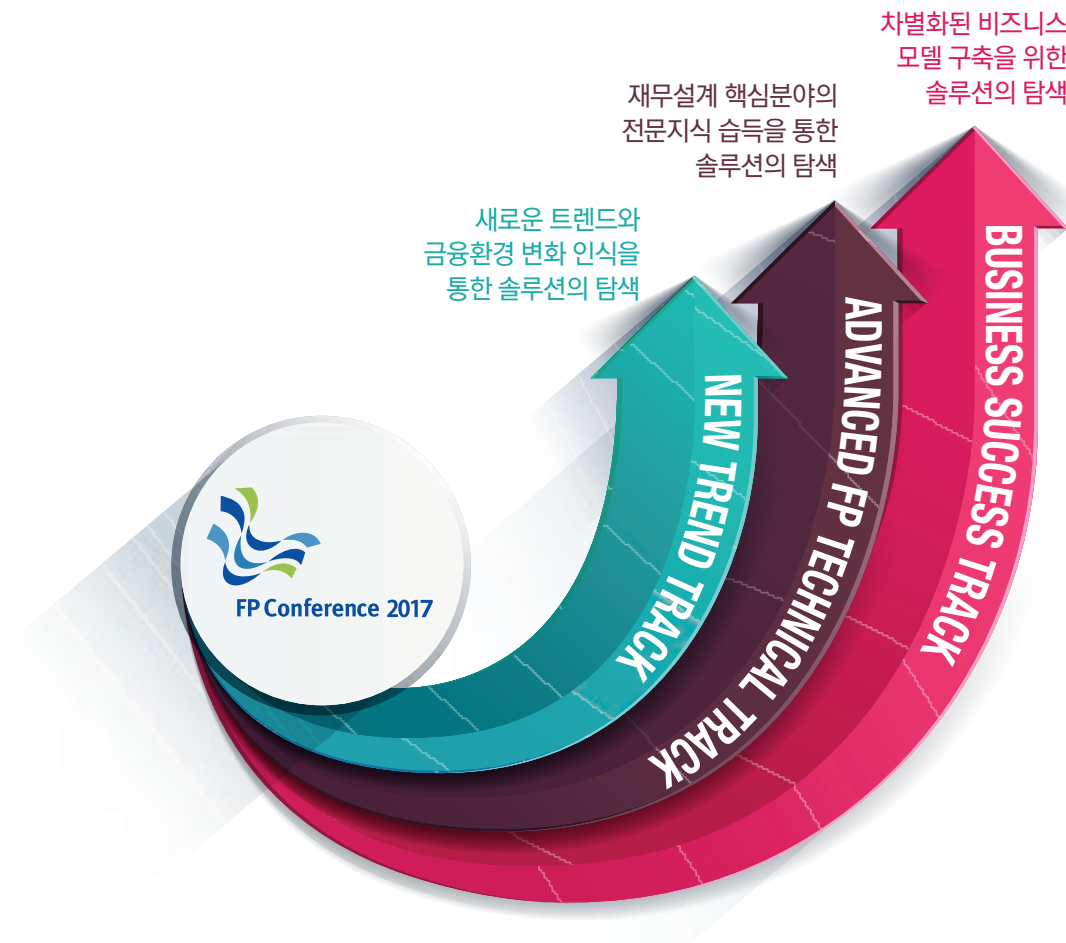 차별화된 비즈니스
모델 구축을 위한
솔루션의 탐색
재무설계 핵심분야의
전문지식 습득을 통한
솔루션의 탐색
새로운 트렌드와
금융환경 변화 인식을
통한 솔루션의 탐색
FP Conference 2017
NEW TREND TRACK
ADVANCED FP TECHNICAL TRACK
BUSINESS SUCCESS TRACK